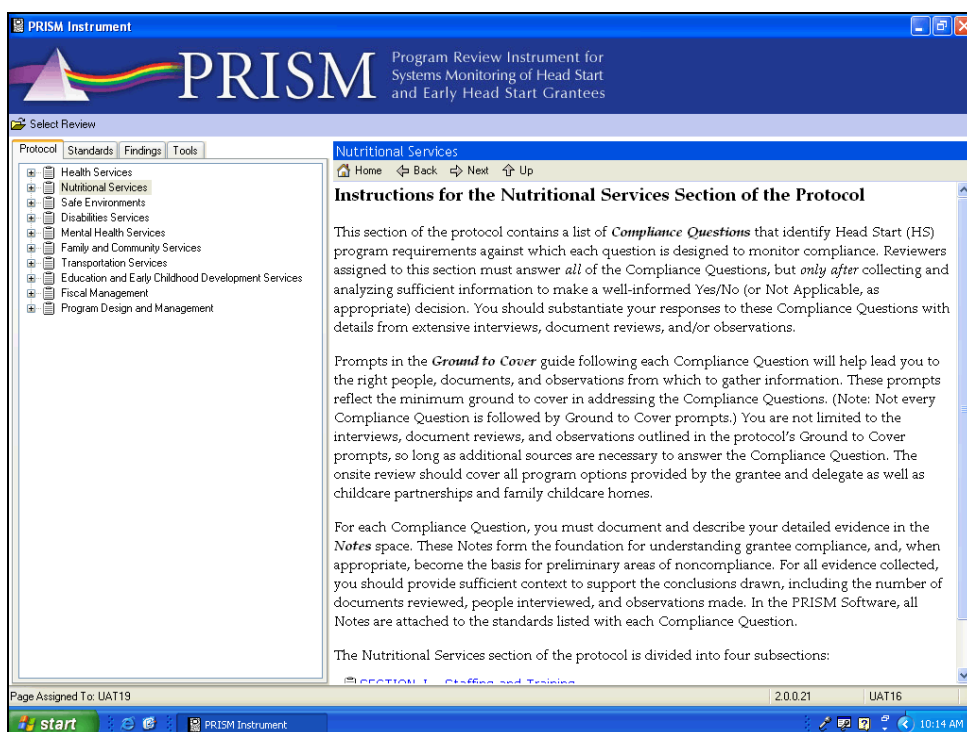 PRISM Instrument
PRISM
Program Review Instrument for
Systems Monitoring of Head Start
and Early Head Start Grantees
Select Review
Protocol Standards Findings Tools
Health Services
Nutritional Services
Safe Environments
Disabilities Services
Mental Health Services
Family and Community Services
Transportation Services
Education and Early Childhood Development Services
Fiscal Management
Program Design and Management
Nutritional Services
Home Back Next Up
Instructions for the Nutritional Services Section of the Protocol
This section of the protocol contains a list of Compliance Questions that identify Head Start (HS)
program requirements against which each question is designed to monitor compliance. Reviewers
assigned to this section must answer all of the Compliance Questions, but only after collecting and
analyzing sufficient information to make a well-informed Yes/No (or Not Applicable, as
appropriate) decision. You should substantiate your responses to these Compliance Questions with
details from extensive interviews, document reviews, and/or observations.
Prompts in the Ground to Cover guide following each Compliance Question will help lead you to
the right people, documents, and observations from which to gather information. These prompts
reflect the minimum ground to cover in addressing the Compliance Questions. (Note: Not every
Compliance Question is followed by Ground to Cover prompts.) You are not limited to the
interviews, document reviews, and observations outlined in the protocol's Ground to Cover
prompts, so long as additional sources are necessary to answer the Compliance Question. The
onsite review should cover all program options provided by the grantee and delegate as well as
childcare partnerships and family childcare homes.
For each Compliance Question, you must document and describe your detailed evidence in the
Notes space. These Notes form the foundation for understanding grantee compliance, and, when
appropriate, become the basis for preliminary areas of noncompliance. For all evidence collected,
you should provide sufficient context to support the conclusions drawn, including the number of
documents reviewed, people interviewed, and observations made. In the PRISM Software, all
Notes are attached to the standards listed with each Compliance Question.
The Nutritional Services section of the protocol is divided into four subsections:
SECTION I Staffing and Training
Page Assigned To: UAT19
2.0.0.21
UAT16
start
PRISM Instrument
10:14 AM